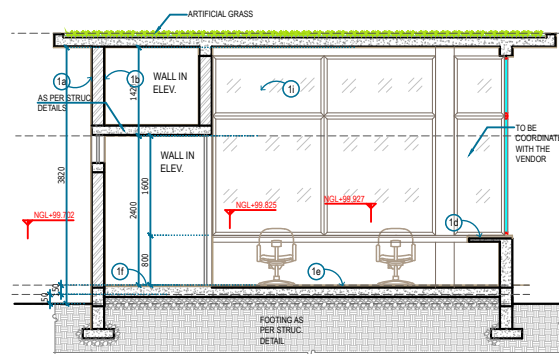 ARTIFICIAL GRASS
1a
1b
WALL IN
ELEV.
1i
AS PER STRUC.
DETAILS
142
TO BE
COORDINATE
WITH THE
VENDOR
WALL IN
ELEV.
3820
2400
1600
NGL+99.702
NGL+99.825
NGL+99.927
1d
800
1f
1e
50
FOOTING AS
PER STRUC.
DETAIL